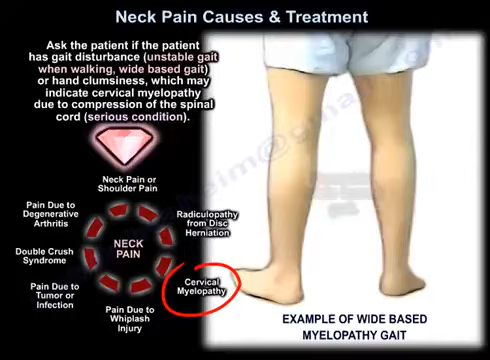 Neck Pain Causes & Treatment
Ask the patient if the patient
has gait disturbance (unstable gait
when walking, wide based gait)
or hand clumsiness, which may
indicate cervical myelopathy
due to compression of the spinal
cord (serious condition).
Neck Pain or
Shoulder Pain
Pain Due to
Degenerative
Arthritis
Radiculopathy
from Disc
Herniation
NECK
PAIN
Double Crush
Syndrome
Cervical
Myelopathy
Pain Due to
Tumor or
Infection
Pain Due to
Whiplash
Injury
EXAMPLE OF WIDE BASED
MYELOPATHY GAIT